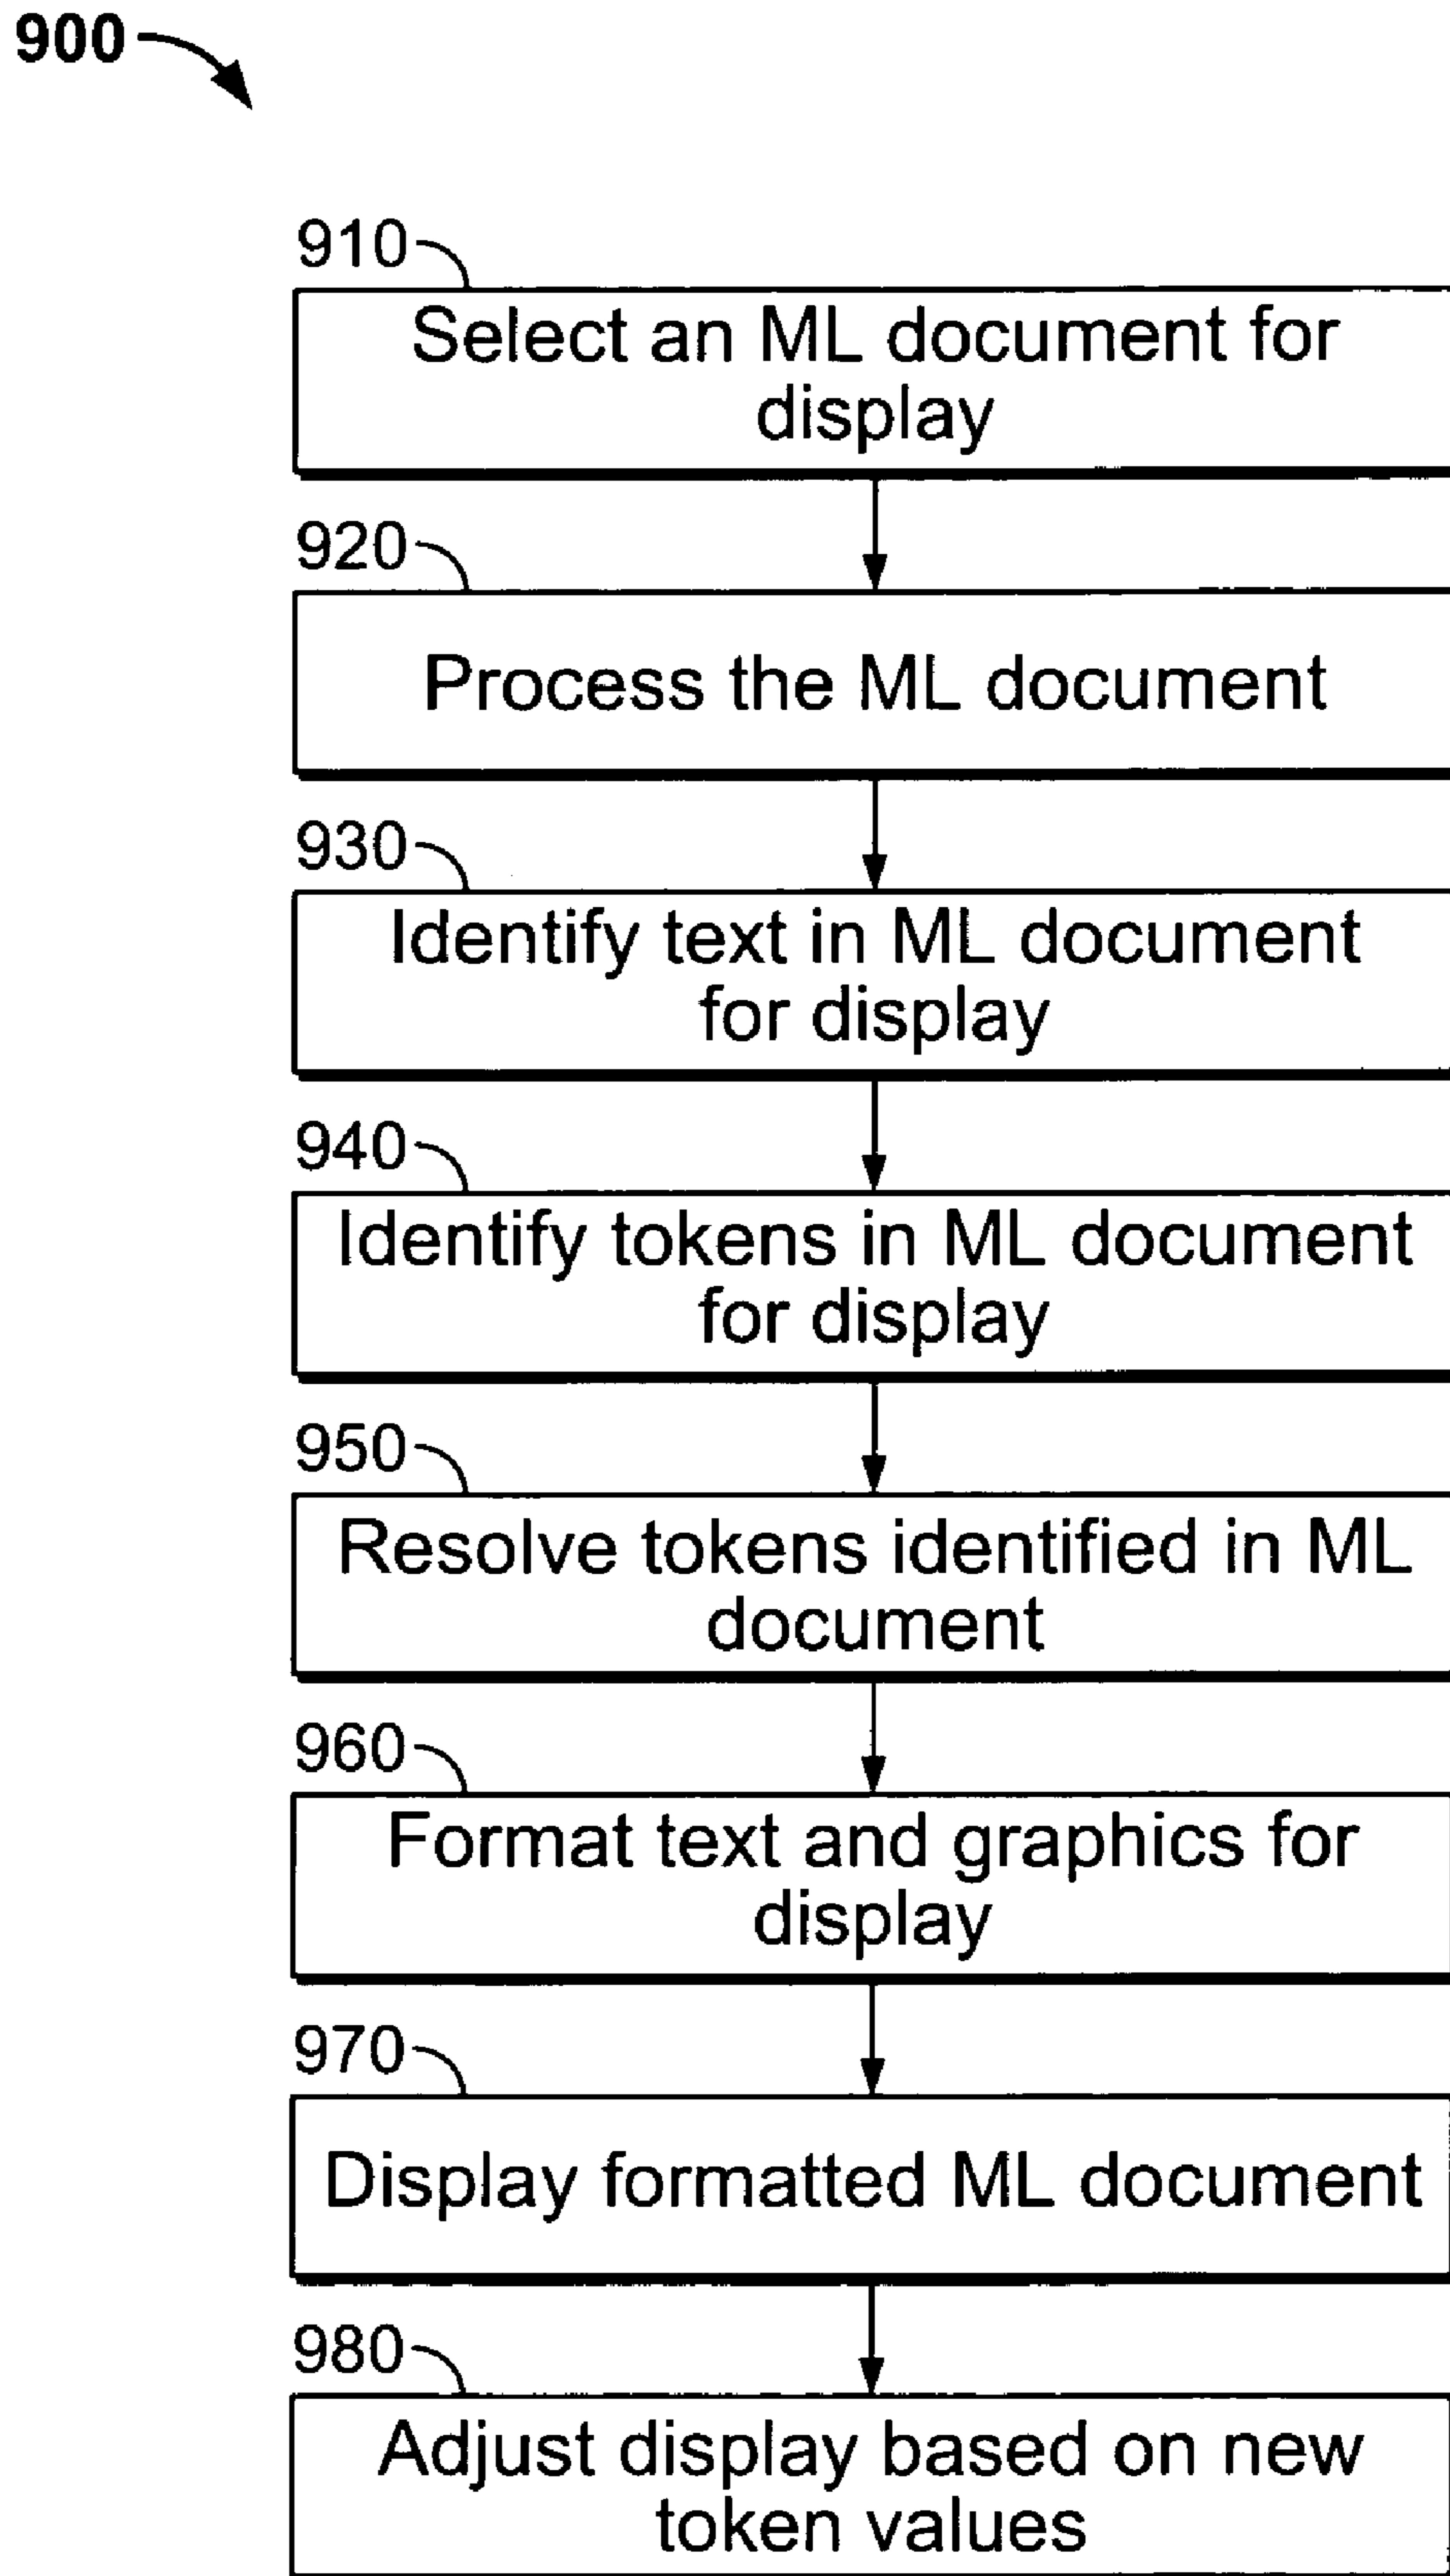 900
910
Select an ML document for
display
920
Process the ML document
930
Identify text in ML document
for display
940
Identify tokens in ML document
for display
950
Resolve tokens identified in ML
document
960
Format text and graphics for
display
970
Display formatted ML document
980
Adjust display based on new
token values